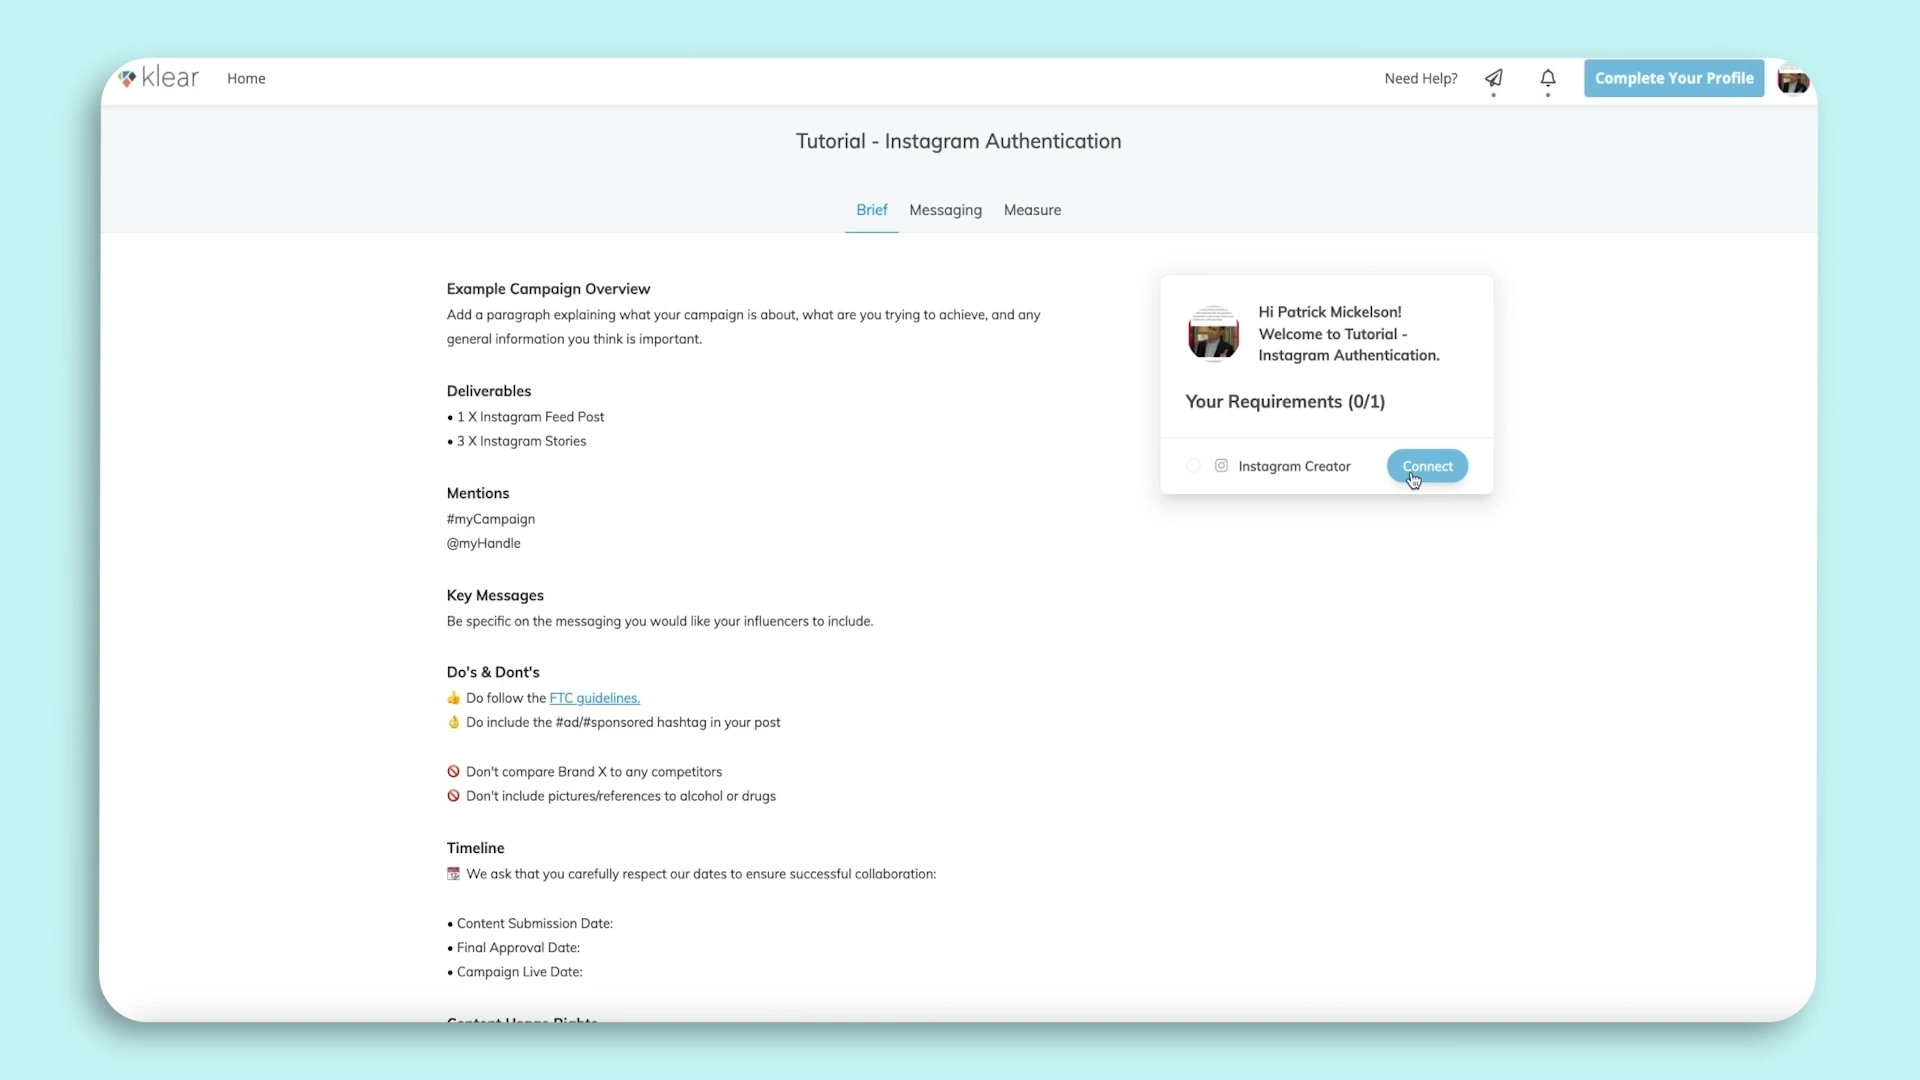 klear
Home
Need Help?
Complete Your Profile
Tutorial - Instagram Authentication
Brief
Messaging
Measure
Example Campaign Overview
Add a paragraph explaining what your campaign is about, what are you trying to achieve, and any
general information you think is important.
Deliverables
• 1 X Instagram Feed Post
• 3 X Instagram Stories
Mentions
#myCampaign
@myHandle
Key Messages
Be specific on the messaging you would like your influencers to include.
Do's & Dont's
👍 Do follow the FTC guidelines.
👌 Do include the #ad/#sponsored hashtag in your post
🚫 Don't compare Brand X to any competitors
🚫 Don't include pictures/references to alcohol or drugs
Timeline
📆 We ask that you carefully respect our dates to ensure successful collaboration:
• Content Submission Date:
• Final Approval Date:
• Campaign Live Date:
Content Usage Rights
Hi Patrick Mickelson!
Welcome to Tutorial -
Instagram Authentication.
Your Requirements (0/1)
Instagram Creator
Connect